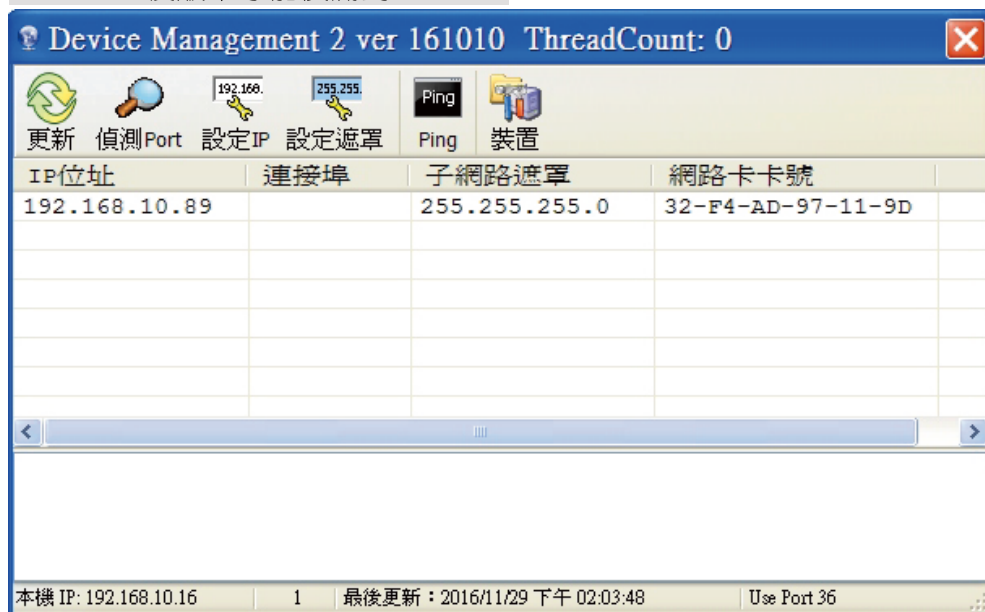 Device Management 2 ver 161010 ThreadCount: 0
192.168. 255.255. Ping
更新 偵測Port 設定IP 設定遮罩 Ping 裝置
IP位址 連接埠 子網路遮罩 網路卡卡號
192.168.10.89 255.255.255.0 32-F4-AD-97-11-9D
本機 IP: 192.168.10.16 1 最後更新：2016/11/29 下午 02:03:48 Use Port 36